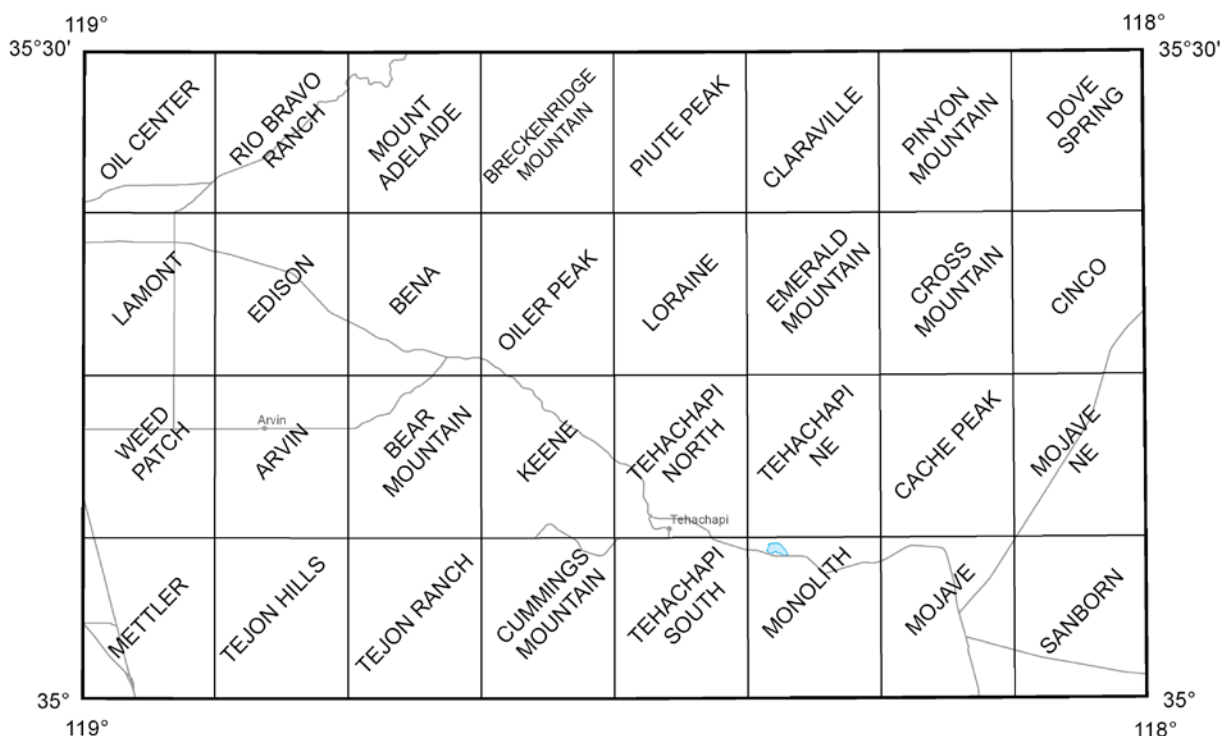 119°
118°
35°30'
35°30'
OIL CENTER
RIO BRAVO
RANCH
MOUNT
ADELAIDE
BRECKENRIDGE
MOUNTAIN
PIUTE PEAK
CLARAVILLE
PINYON
MOUNTAIN
DOVE
SPRING
LAMONT
EDISON
BENA
OILER PEAK
LORAINE
EMERALD
MOUNTAIN
CROSS
MOUNTAIN
CINCO
WEED
PATCH
Arvin
ARVIN
BEAR
MOUNTAIN
KEENE
TEHACHAPI
NORTH
Tehachapi
TEHACHAPI
NE
CACHE PEAK
MOJAVE
NE
METTLER
TEJON HILLS
TEJON RANCH
CUMMINGS
MOUNTAIN
TEHACHAPI
SOUTH
MONOLITH
MOJAVE
SANBORN
35°
35°
119°
118°